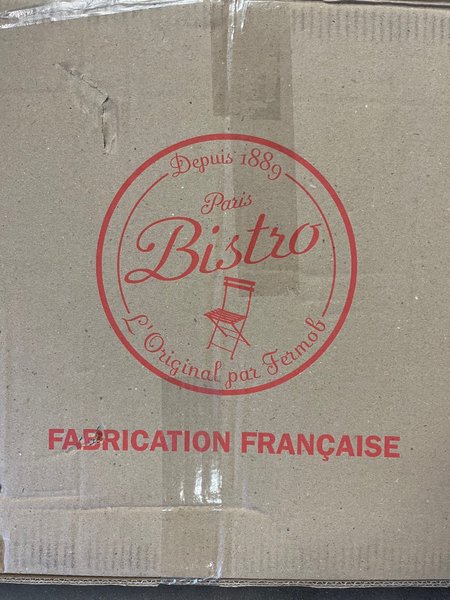 Depuis 1889
Paris
Bistro
L'Original par Fermob
FABRICATION FRANÇAISE